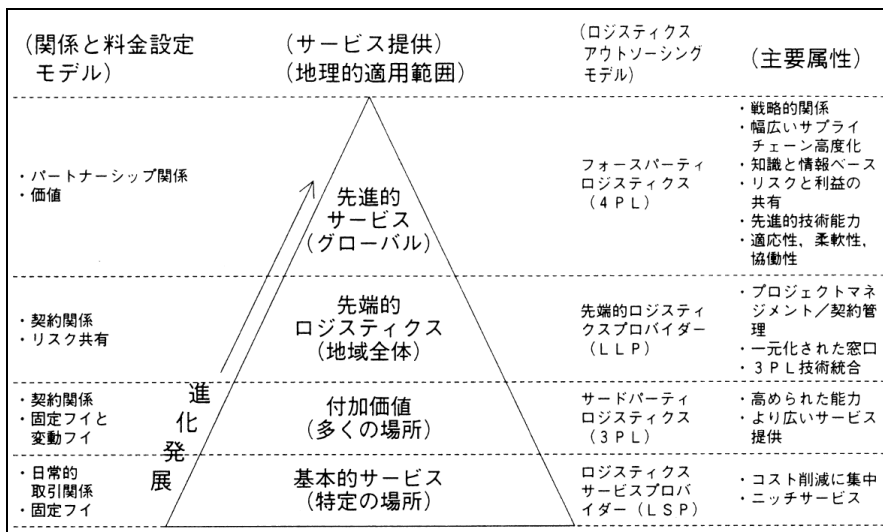 (関係と料金設定
モデル)
(サービス提供)
(地理的適用範囲)
(ロジスティクス
アウトソーシング
モデル)
(主要属性)
・パートナーシップ関係
・価値
先進的
サービス
(グローバル)
フォースパーティ
ロジスティクス
(4PL)
・戦略的関係
・幅広いサプライ
チェーン高度化
・知識と情報ベース
・リスクと利益の
共有
・先進的技術能力
・適応性、柔軟性,
協働性
・契約関係
・リスク共有
先端的
ロジスティクス
(地域全体)
先端的ロジスティ
クスプロバイダー
(LLP)
・プロジェクトマネ
ジメント/契約管
理
・一元化された窓口
・3PL技術統合
・契約関係
・固定フイと
変動フイ
付加価値
(多くの場所)
サードパーティ
ロジスティクス
(3PL)
・高められた能力
・より広いサービス
提供
・日常的
取引関係
・固定フイ
基本的サービス
(特定の場所)
ロジスティクス
サービスプロバ
イダー(LSP)
・コスト削減に集中
・ニッチサービス
進化発展